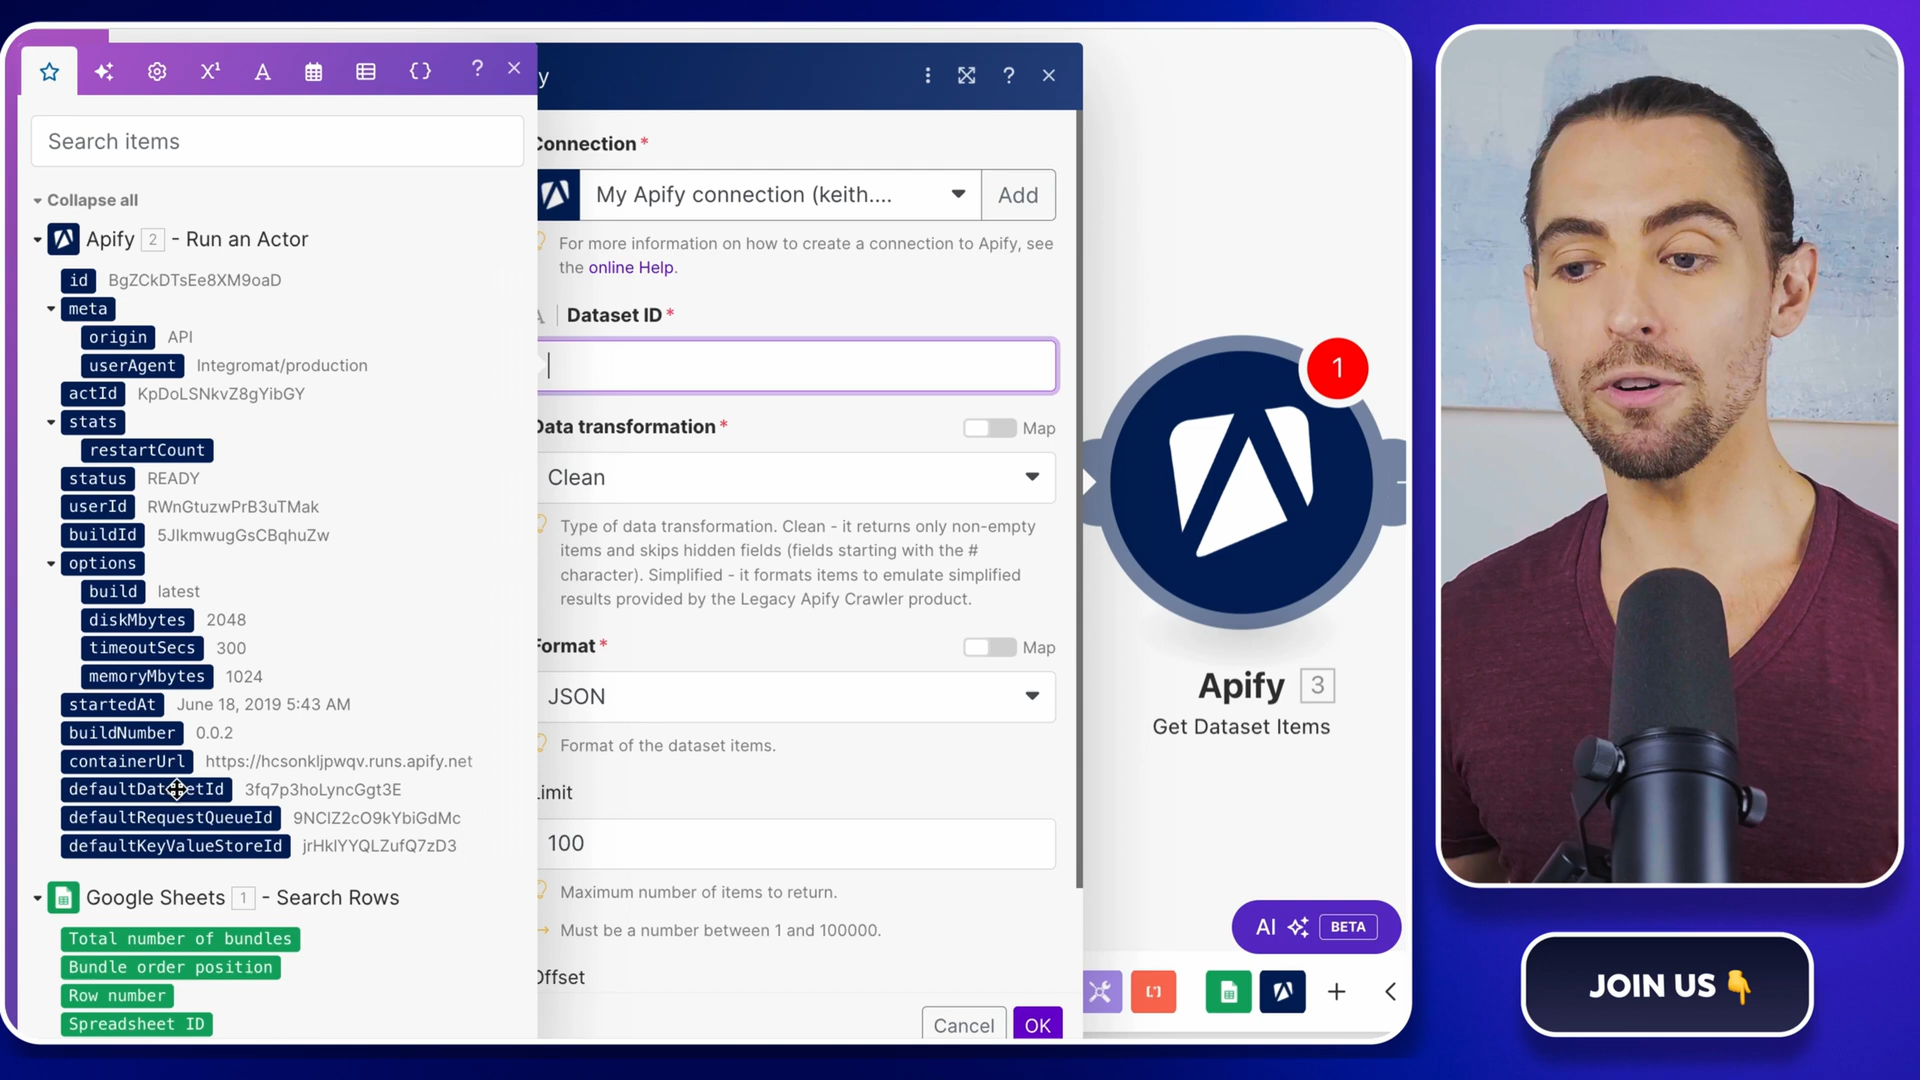 Search items
Collapse all
Apify 2 - Run an Actor
id BgZCkDTsEe8XM9oaD
meta
origin API
userAgent Integromat/production
actId KpDoLSNkvZ8gYibGY
stats
restartCount
status READY
userId RWnGtuzwPrB3uTMak
buildId 5JlkmwugGsCBqhuZw
options
build latest
diskMbytes 2048
timeoutSecs 300
memoryMbytes 1024
startedAt June 18, 2019 5:43 AM
buildNumber 0.0.2
containerUrl https://hcsonkljpwqv.runs.apify.net
defaultDatasetId 3fq7p3hoLyncGgt3E
defaultRequestQueueId 9NClZ2cO9kYbiGdMc
defaultKeyValueStoreId jrHklYYQLZufQ7zD3
Google Sheets 1 - Search Rows
Total number of bundles
Bundle order position
Row number
Spreadsheet ID
y
Connection *
My Apify connection (keith....
Add
For more information on how to create a connection to Apify, see
the online Help.
A Dataset ID *
Data transformation *
Map
Clean
Type of data transformation. Clean - it returns only non-empty
items and skips hidden fields (fields starting with the #
character). Simplified - it formats items to emulate simplified
results provided by the Legacy Apify Crawler product.
Format *
Map
JSON
Format of the dataset items.
Limit
100
Maximum number of items to return.
Must be a number between 1 and 100000.
Offset
Cancel
OK
1
Apify 3
Get Dataset Items
AI BETA
JOIN US 👇